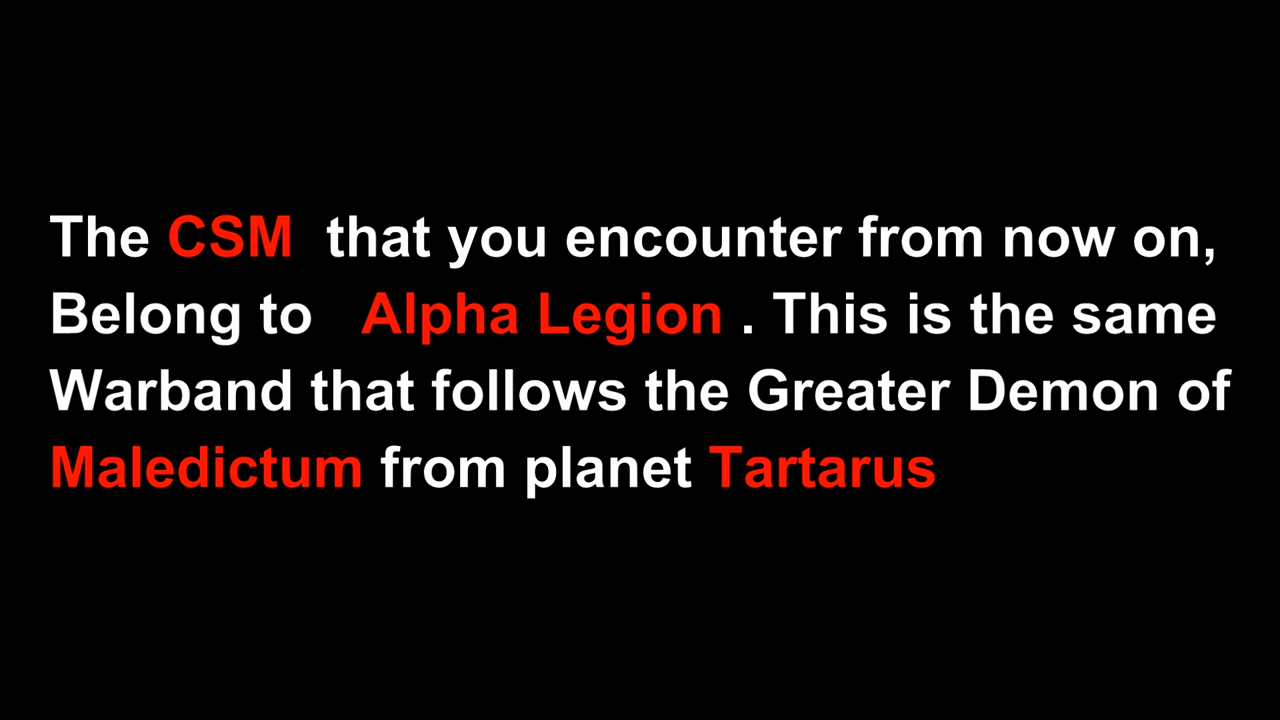 The CSM that you encounter from now on,
Belong to Alpha Legion . This is the same
Warband that follows the Greater Demon of
Maledictum from planet Tartarus